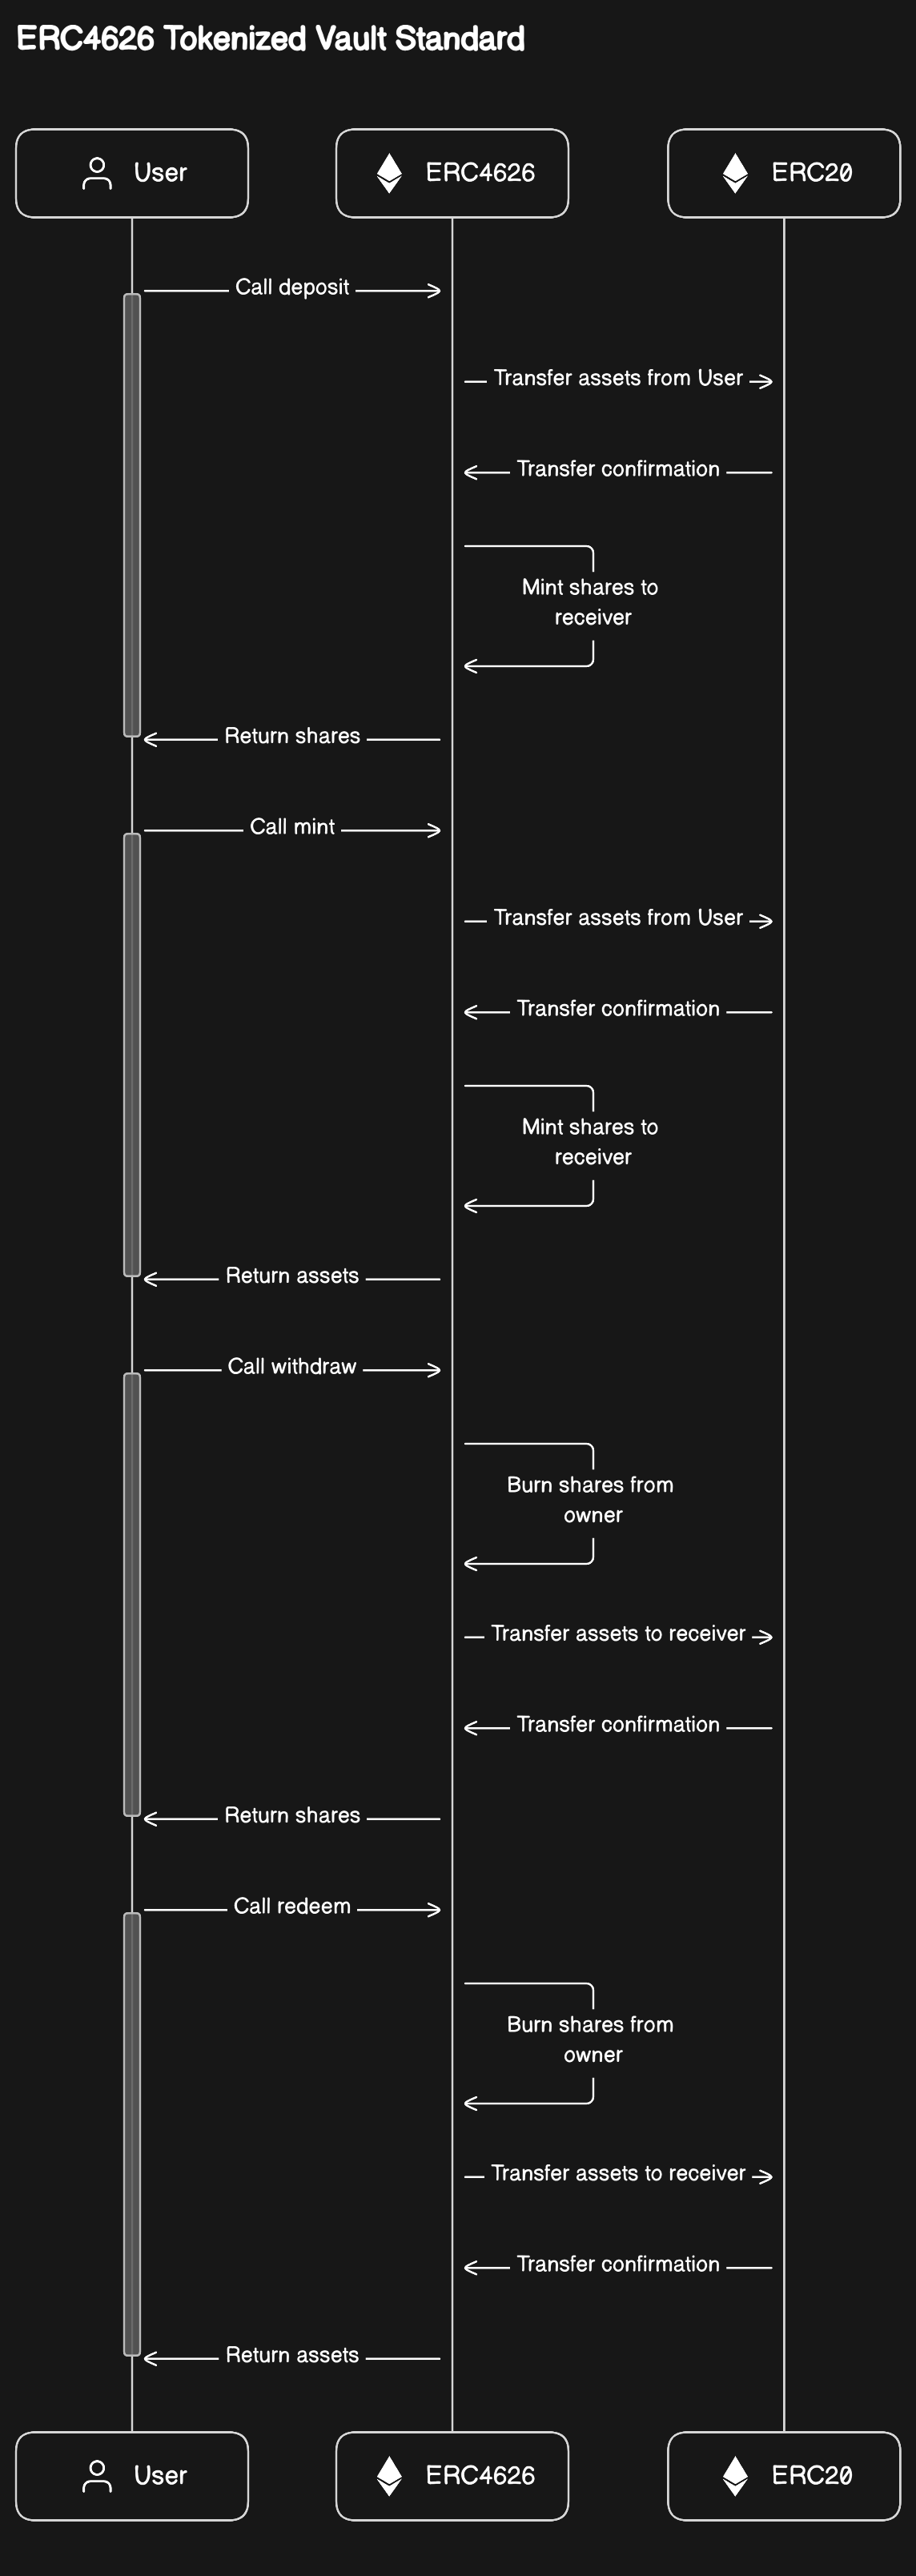 ERC4626 Tokenized Vault Standard
User
ERC4626
ERC20
Call deposit
Transfer assets from User
Transfer confirmation
Mint shares to
receiver
Return shares
Call mint
Transfer assets from User
Transfer confirmation
Mint shares to
receiver
Return assets
Call withdraw
Burn shares from
owner
Transfer assets to receiver
Transfer confirmation
Return shares
Call redeem
Burn shares from
owner
Transfer assets to receiver
Transfer confirmation
Return assets
User
ERC4626
ERC20